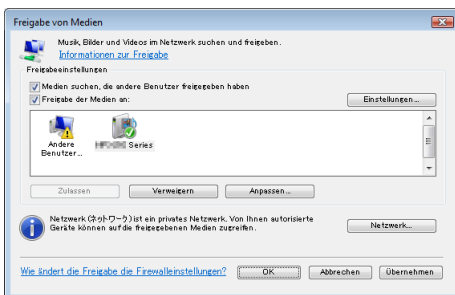 Freigabe von Medien
Musik, Bilder und Videos im Netzwerk suchen und freigeben.
Informationen zur Freigabe
Freigabeeinstellungen
Medien suchen, die andere Benutzer freigegeben haben
Freigabe der Medien an:
Einstellungen...
Andere
Benutzer...
Series
Zulassen
Verweigern
Anpassen...
Netzwerk (ネットワーク) ist ein privates Netzwerk. Von Ihnen autorisierte
Geräte können auf die freigegebenen Medien zugreifen.
Netzwerk...
Wie ändert die Freigabe die Firewalleinstellungen?
OK
Abbrechen
Übernehmen